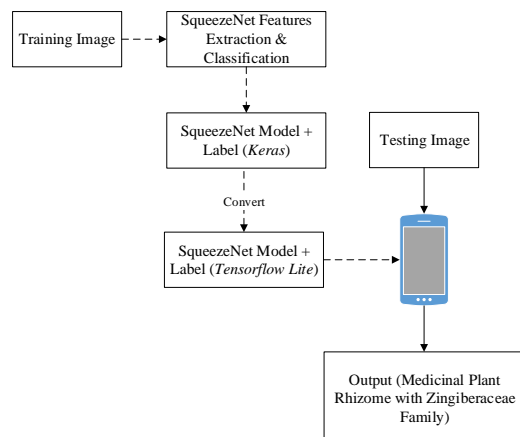 Training Image
SqueezeNet Features
Extraction &
Classification
SqueezeNet Model +
Label (Keras)
Testing Image
Convert
SqueezeNet Model +
Label (Tensorflow Lite)
Output (Medicinal Plant
Rhizome with Zingiberaceae
Family)